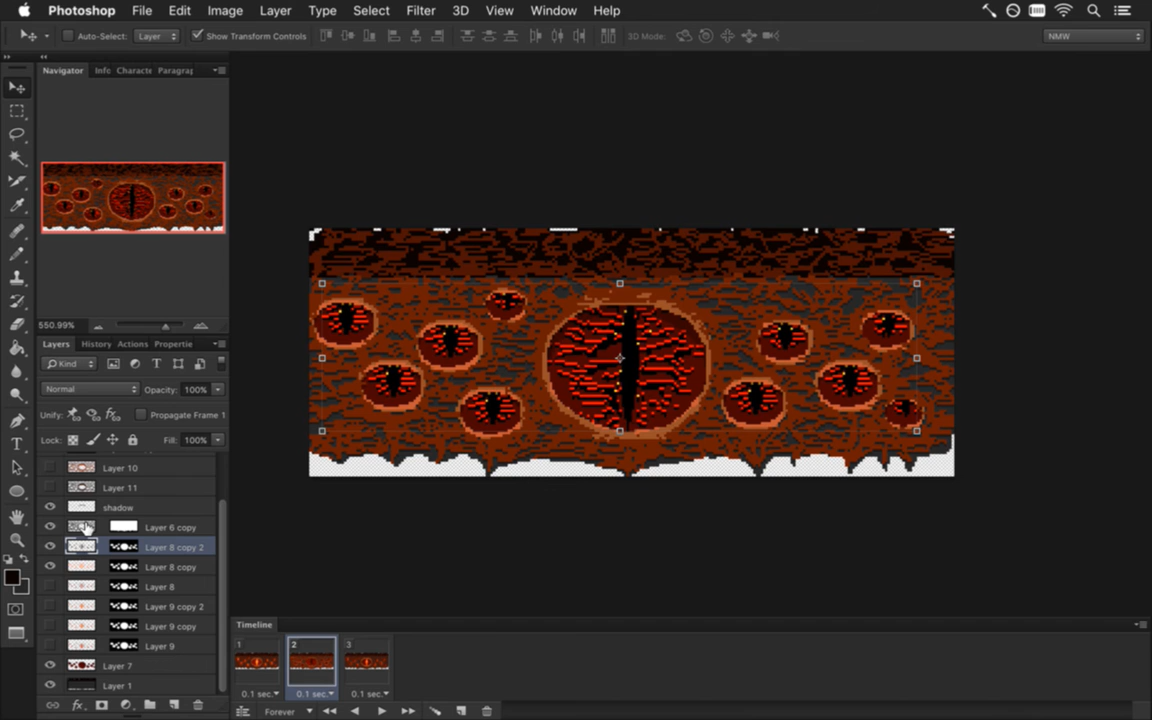 Photoshop File Edit Image Layer Type Select Filter 3D View Window Help
Auto-Select: Layer Show Transform Controls 3D Mode: NMW
Navigator Info Characte Paragrap
550.99%
Layers History Actions Propertie
Kind
Normal Opacity: 100%
Unify: Propagate Frame 1
Lock: Fill: 100%
Layer 10
Layer 11
shadow
Layer 6 copy
Layer 8 copy 2
Layer 8 copy
Layer 8
Layer 9 copy 2
Layer 9 copy
Layer 9
Layer 7
Layer 1
Timeline
1 2 3
0.1 sec. 0.1 sec. 0.1 sec.
Forever